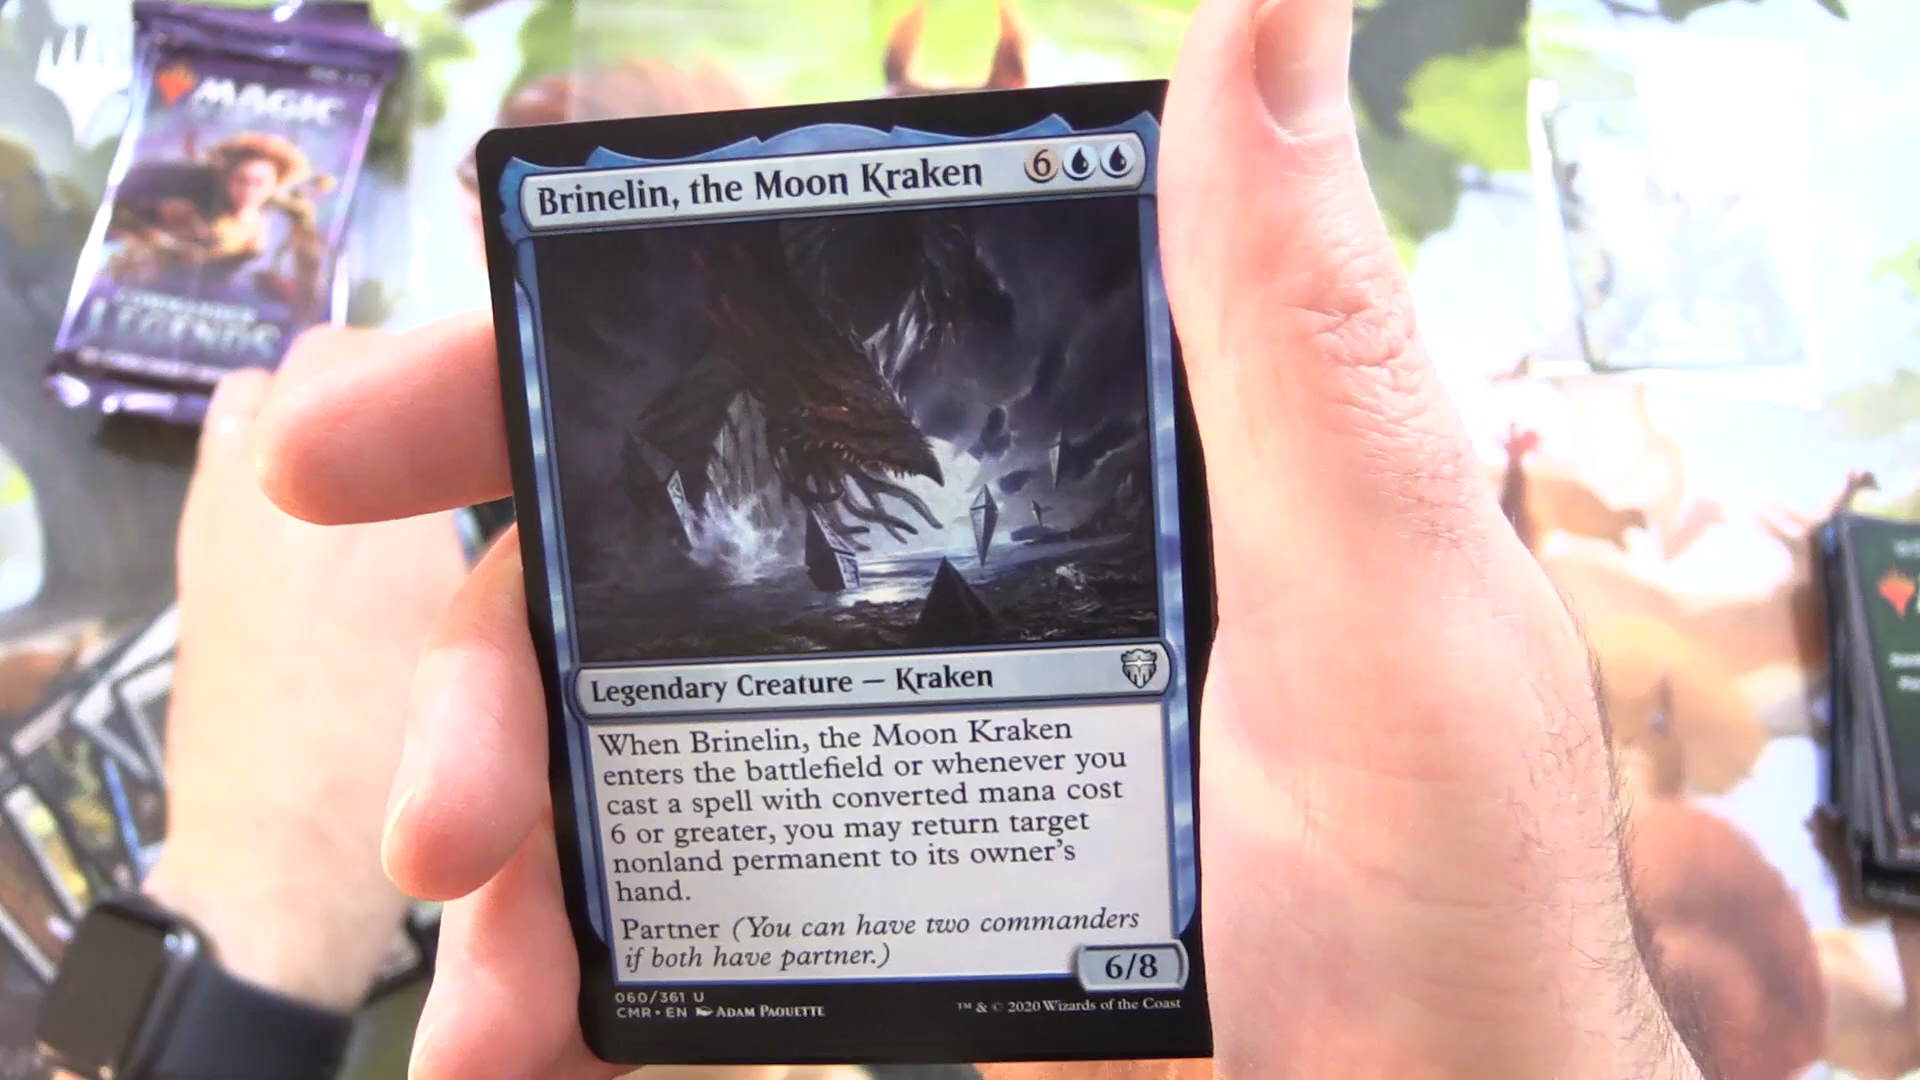 MAGIC
COMMANDER
LEGENDS
Brinelin, the Moon Kraken 6
Legendary Creature — Kraken
When Brinelin, the Moon Kraken
enters the battlefield or whenever you
cast a spell with converted mana cost
6 or greater, you may return target
nonland permanent to its owner's
hand.
Partner (You can have two commanders
if both have partner.)
6/8
060/361 U
CMR • EN Adam Paquette
™ & © 2020 Wizards of the Coast